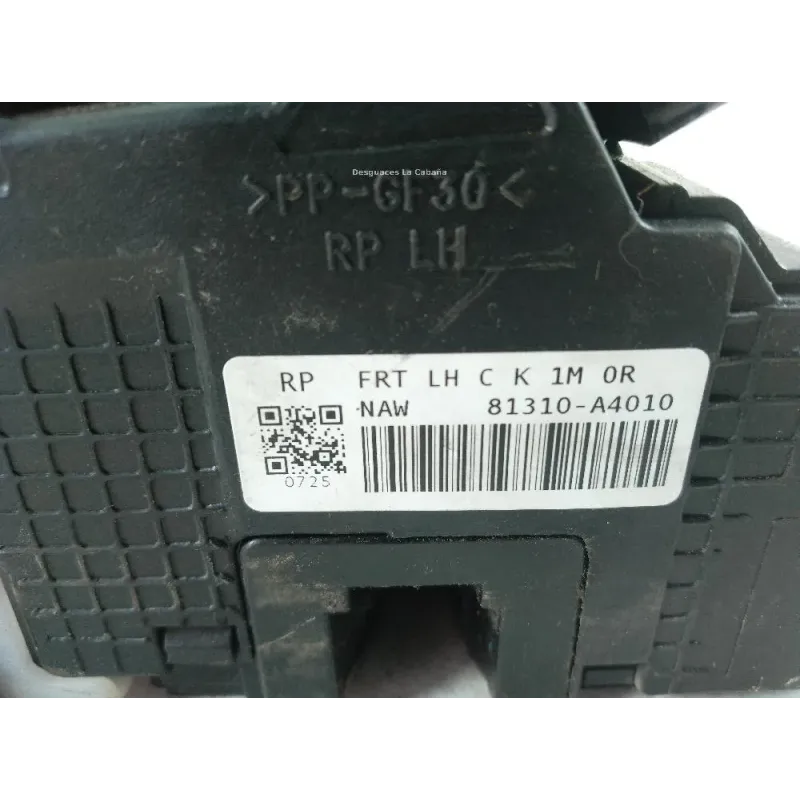 Desguaces La Cabaña
>PP-GF30<
RP LH
RP FRT LH C K 1M 0R
NAW 81310-A4010
0725